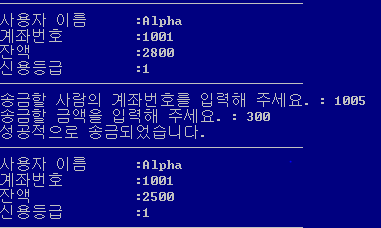 사용자 이름 :Alpha
계좌번호 :1001
잔액 :2800
신용등급 :1
송금할 사람의 계좌번호를 입력해 주세요. : 1005
송금할 금액을 입력해 주세요. : 300
성공적으로 송금되었습니다.
사용자 이름 :Alpha
계좌번호 :1001
잔액 :2500
신용등급 :1